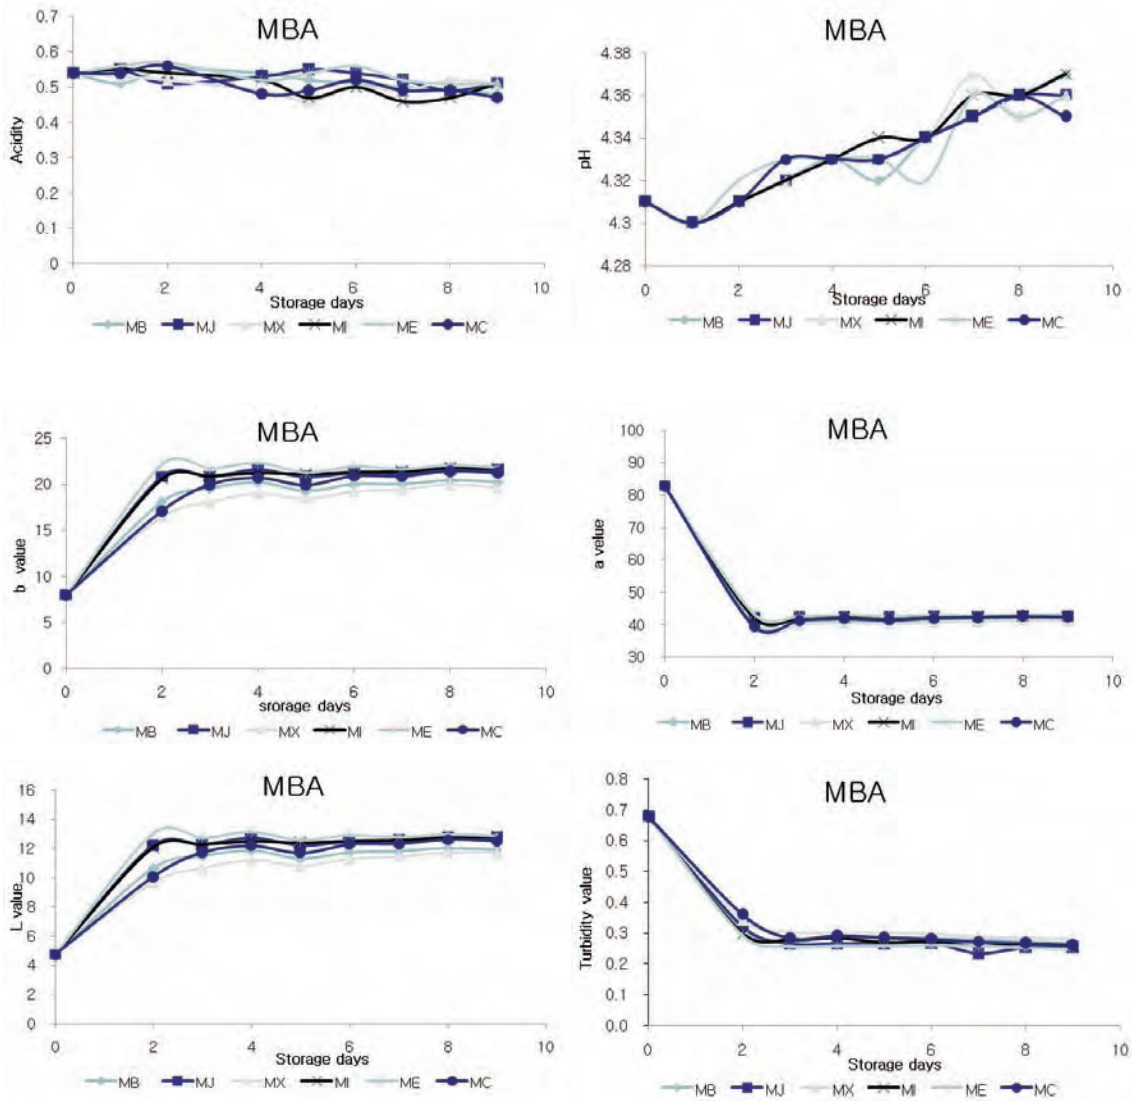 MBA
0.7
0.6
0.5
0.4
0.3
0.2
0.1
0
Acidity
0 2 4 6 8 10
Storage days
MB MJ MX MI ME MC
MBA
4.38
4.36
4.34
4.32
4.3
4.28
pH
0 2 4 6 8 10
Storage days
MB MJ MX MI ME MC
MBA
25
20
15
10
5
0
b value
0 2 4 6 8 10
srorage days
MB MJ MX MI ME MC
MBA
100
90
80
70
60
50
40
30
a velue
0 2 4 6 8 10
Storage days
MB MJ MX MI ME MC
MBA
16
14
12
10
8
6
4
2
0
L value
0 2 4 6 8 10
Storage days
MB MJ MX MI ME MC
MBA
0.8
0.7
0.6
0.5
0.4
0.3
0.2
0.1
0.0
Turbidity value
0 2 4 6 8 10
Storage days
MB MJ MX MI ME MC